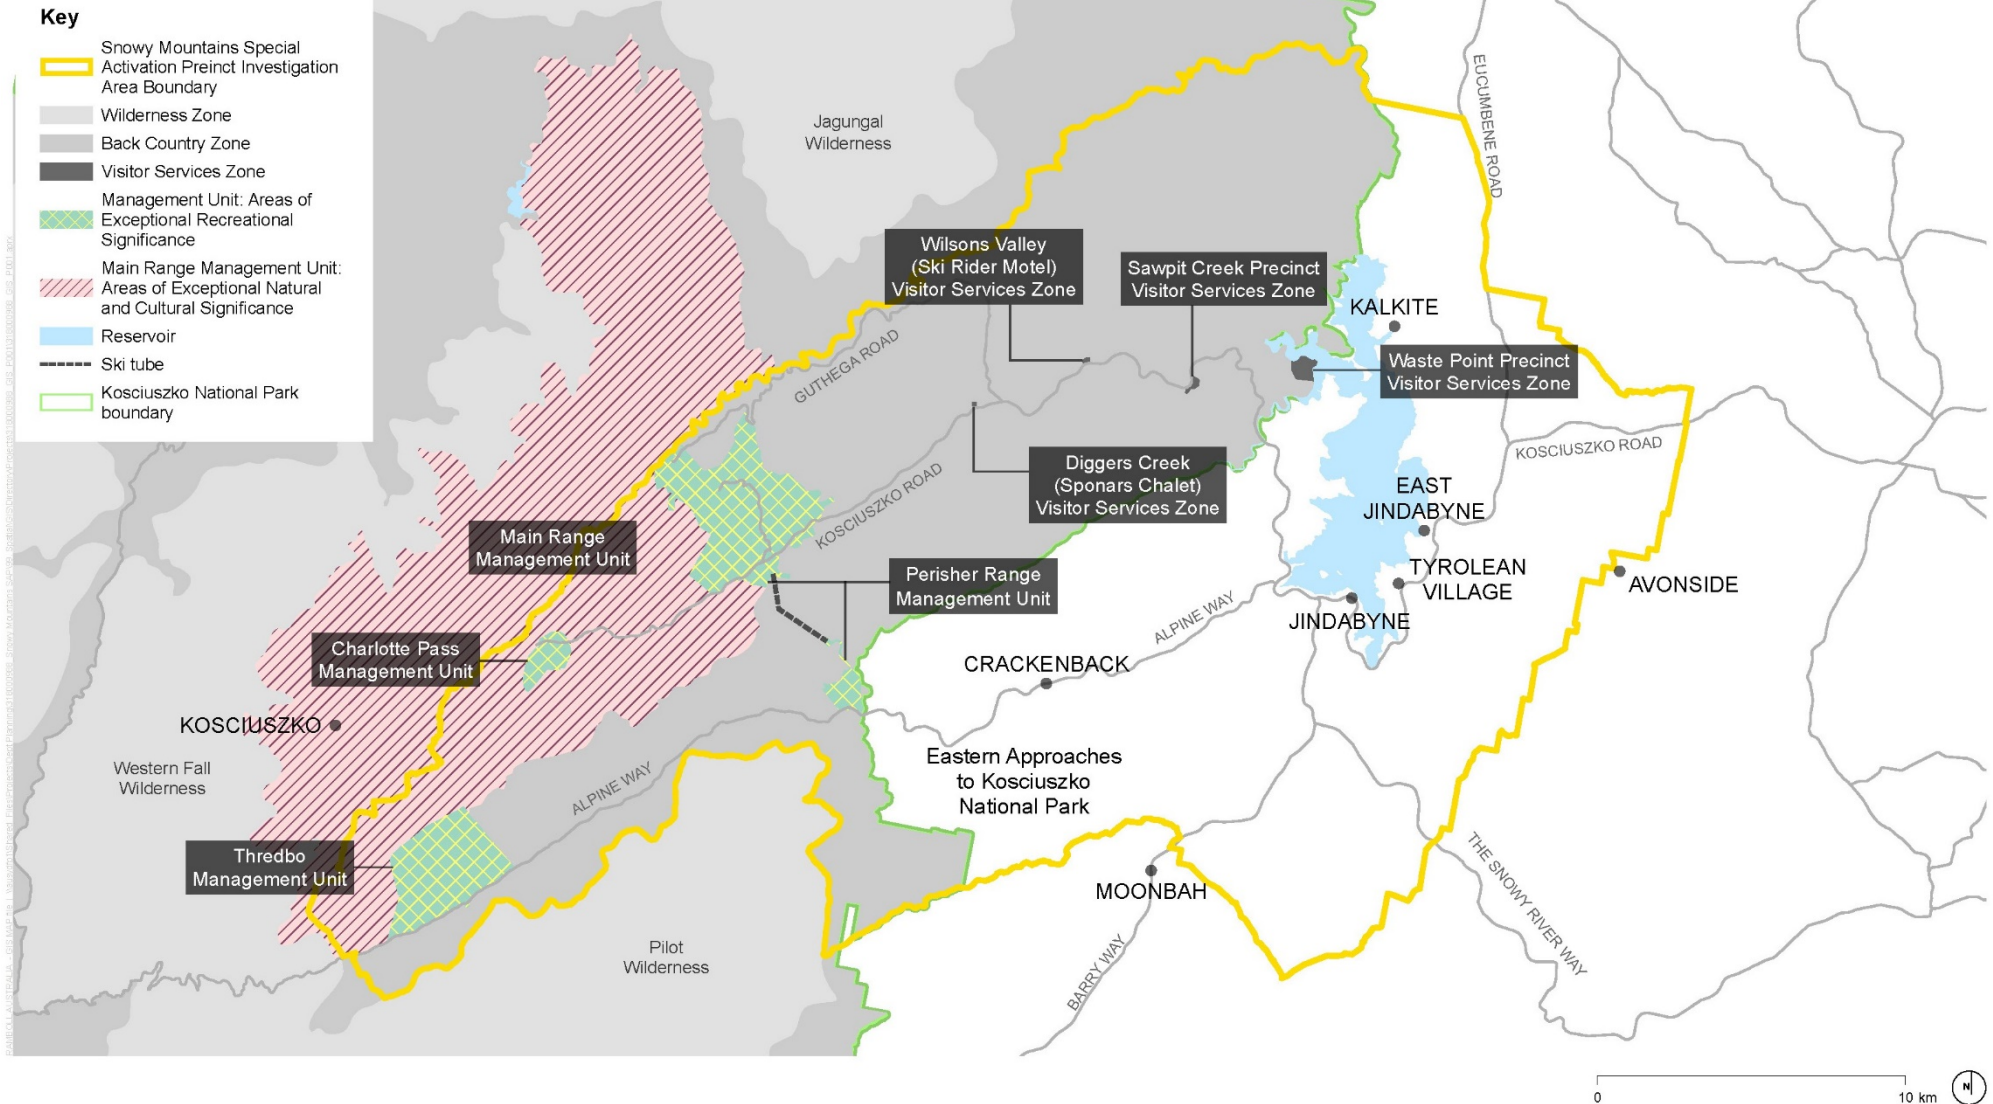 Key
Snowy Mountains Special
Activation Preinct Investigation
Area Boundary
Wilderness Zone
Back Country Zone
Visitor Services Zone
Management Unit: Areas of
Exceptional Recreational
Significance
Main Range Management Unit:
Areas of Exceptional Natural
and Cultural Significance
Reservoir
Ski tube
Kosciuszko National Park
boundary
Jagungal
Wilderness
EUCUMBENE ROAD
Wilsons Valley
(Ski Rider Motel)
Visitor Services Zone
Sawpit Creek Precinct
Visitor Services Zone
KALKITE
GUTHEGA ROAD
Waste Point Precinct
Visitor Services Zone
KOSCIUSZKO ROAD
Diggers Creek
(Sponars Chalet)
Visitor Services Zone
EAST
JINDABYNE
KOSCIUSZKO ROAD
Main Range
Management Unit
Perisher Range
Management Unit
TYROLEAN
VILLAGE
AVONSIDE
JINDABYNE
ALPINE WAY
Charlotte Pass
Management Unit
CRACKENBACK
KOSCIUSZKO
Western Fall
Wilderness
ALPINE WAY
Eastern Approaches
to Kosciuszko
National Park
Thredbo
Management Unit
MOONBAH
THE SNOWY RIVER WAY
Pilot
Wilderness
BARRY WAY
0 10 km
N